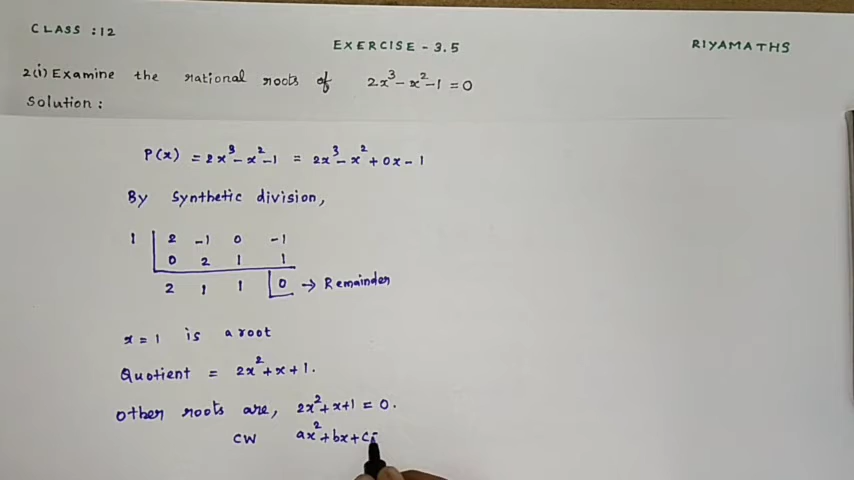 CLASS : 12
EXERCISE - 3.5
RIYAMATHS
2(i) Examine the rational roots of 2x³ - x² - 1 = 0
Solution :
P(x) = 2x³ - x² - 1 = 2x³ - x² + 0x - 1
By Synthetic division,
1 | 2 -1 0 -1
0 2 1 1
2 1 1 | 0 → Remainder
x = 1 is a root
Quotient = 2x² + x + 1.
Other roots are, 2x² + x + 1 = 0.
CW ax² + bx + c